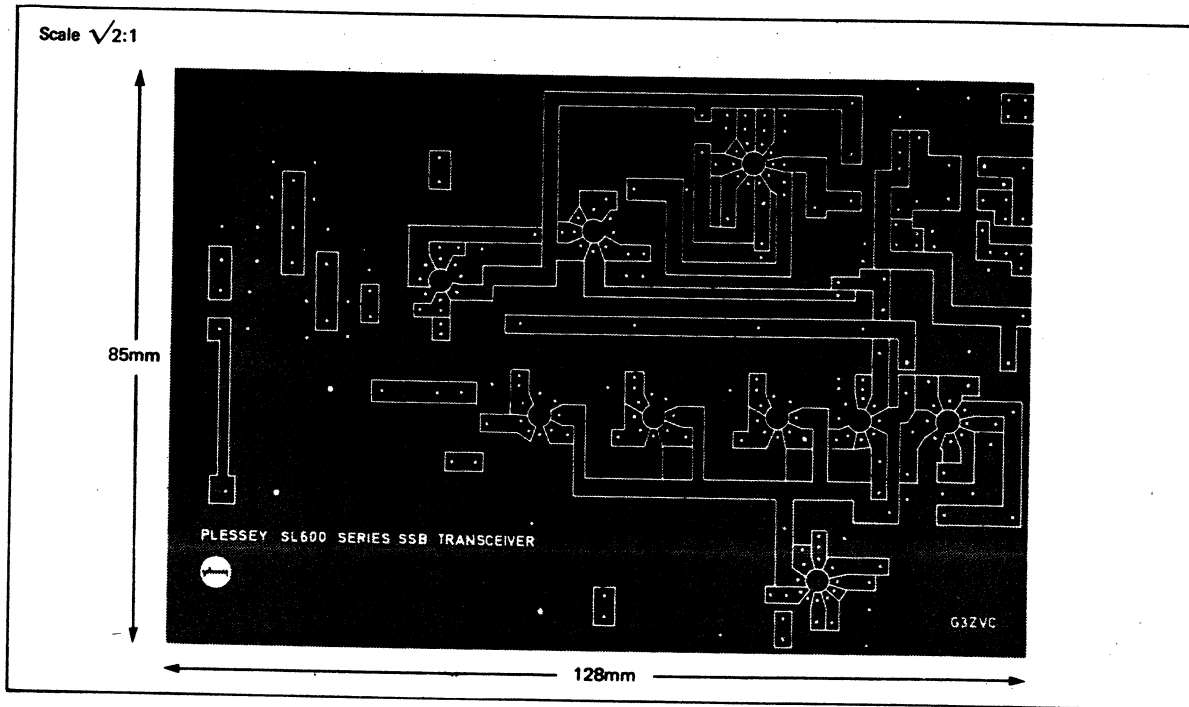 Scale √2:1
85mm
PLESSEY SL600 SERIES SSB TRANSCEIVER
G3ZVC
128mm